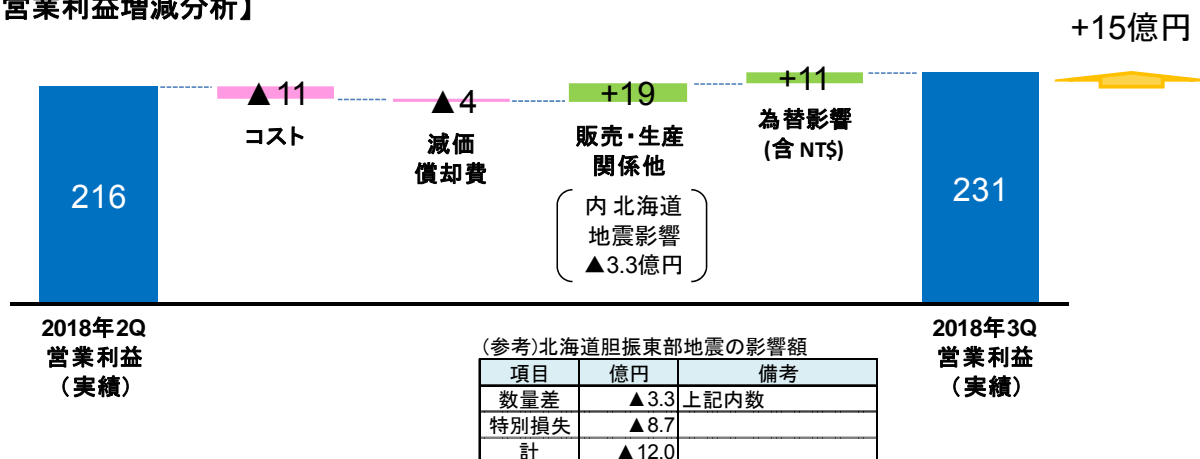 営業利益増減分析】
+15億円
▲11
▲4
+19
+11
コスト
減価
償却費
販売・生産
関係他
為替影響
(含 NT$)
内 北海道
地震影響
▲3.3億円
216
231
2018年2Q
営業利益
（実績）
2018年3Q
営業利益
（実績）
(参考)北海道胆振東部地震の影響額
項目 億円 備考
数量差 ▲3.3 上記内数
特別損失 ▲8.7
計 ▲12.0